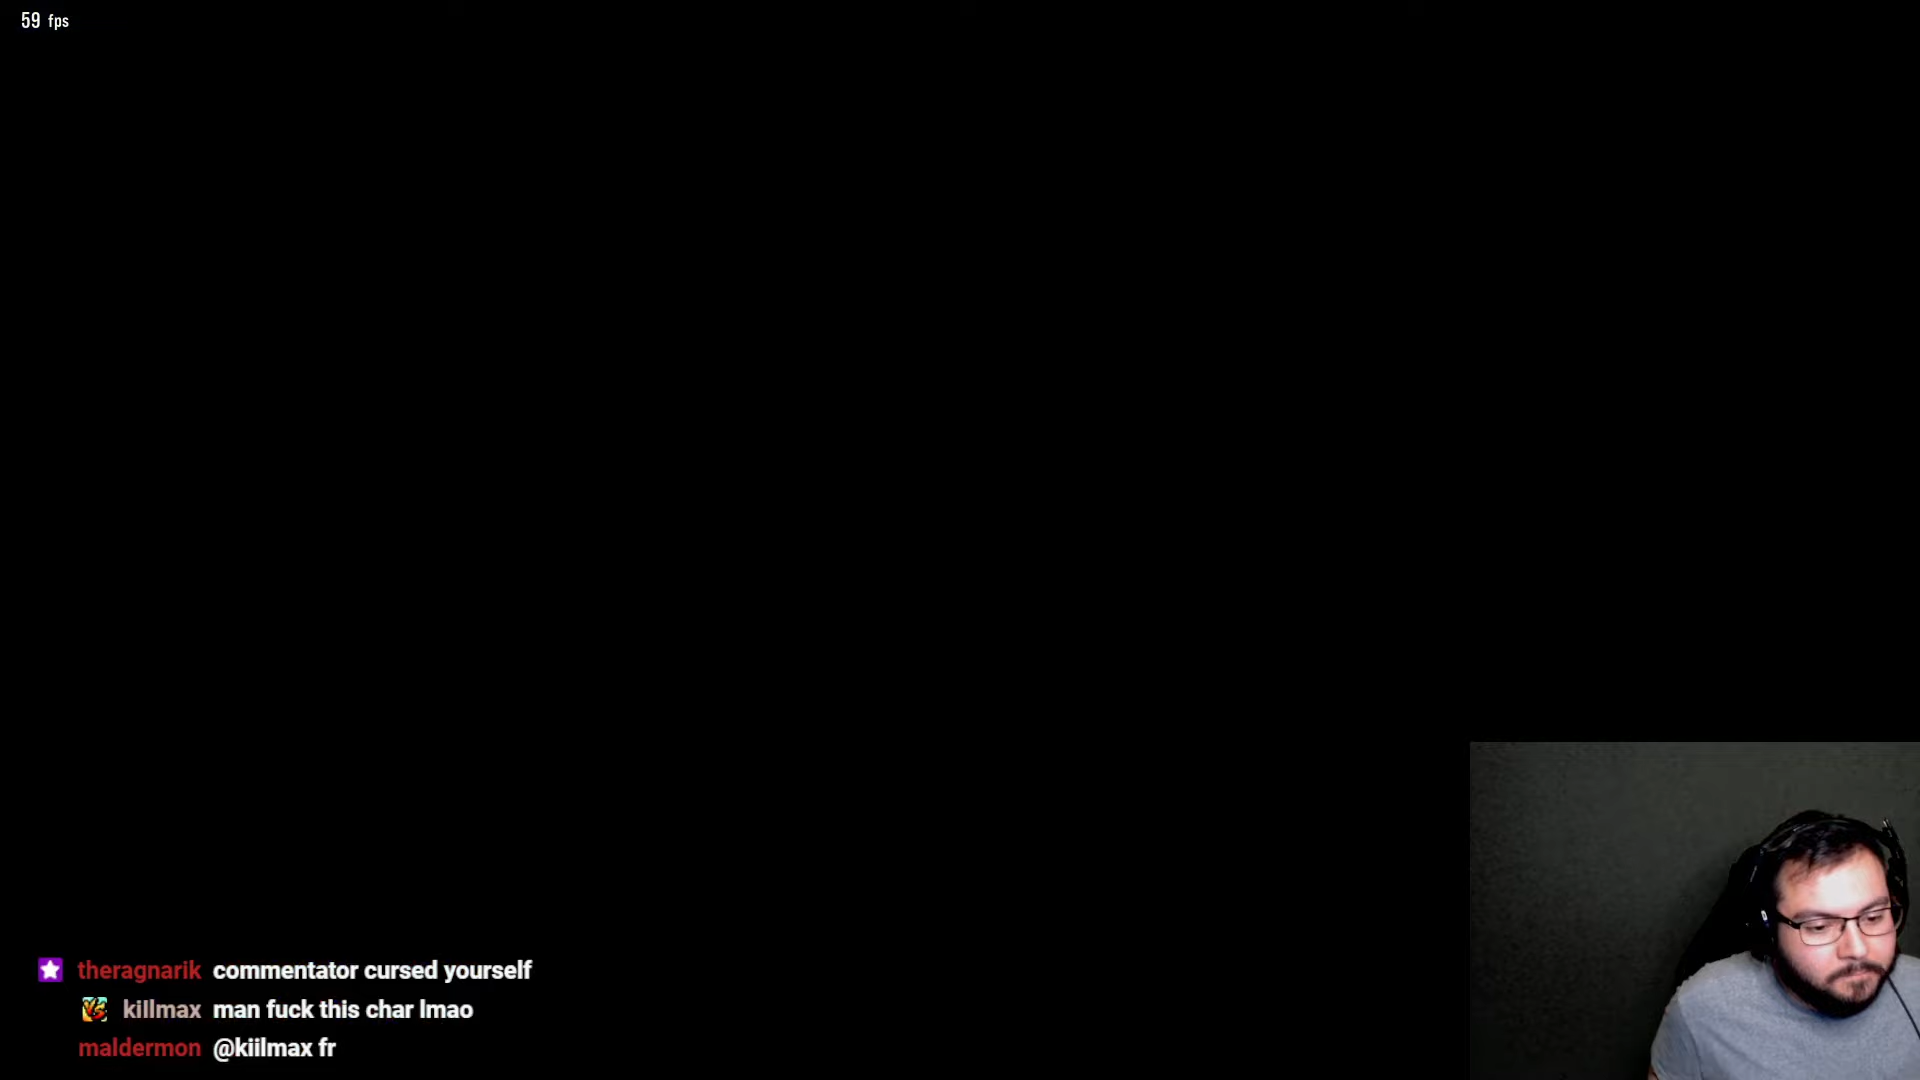 59 fps
theragnarik commentator cursed yourself
killmax man fuck this char lmao
maldermon @kiilmax fr